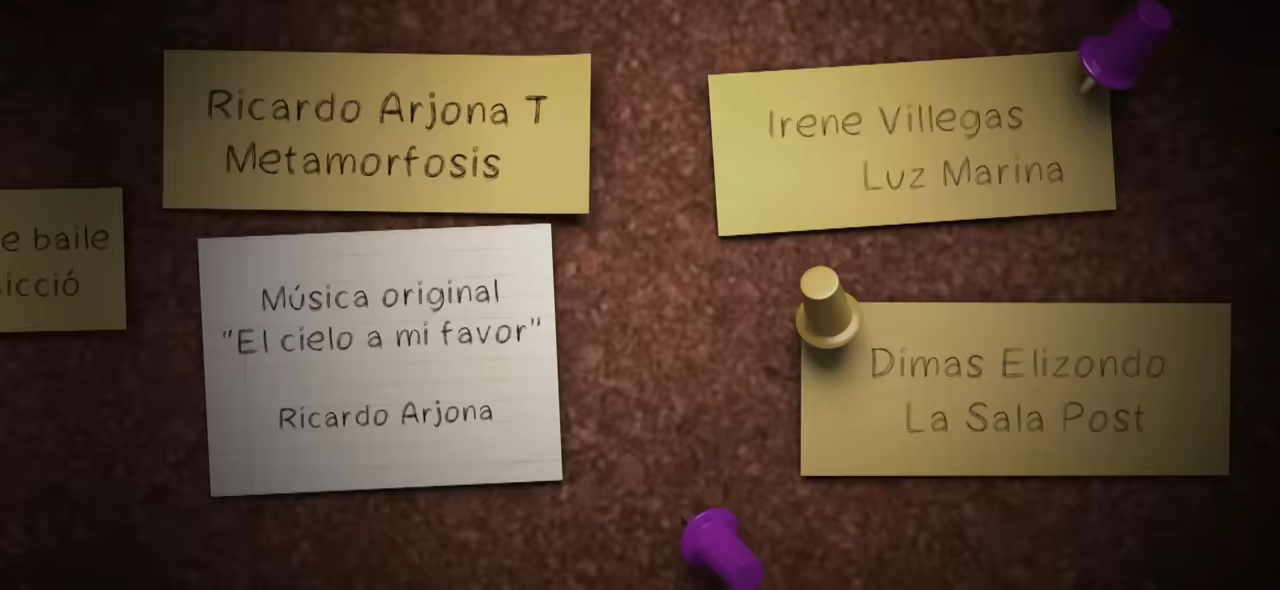 Ricardo Arjona T
Metamorfosis
Irene Villegas
Luz Marina
e baile
icció
Música original
“El cielo a mi favor”
Ricardo Arjona
Dimas Elizondo
La Sala Post